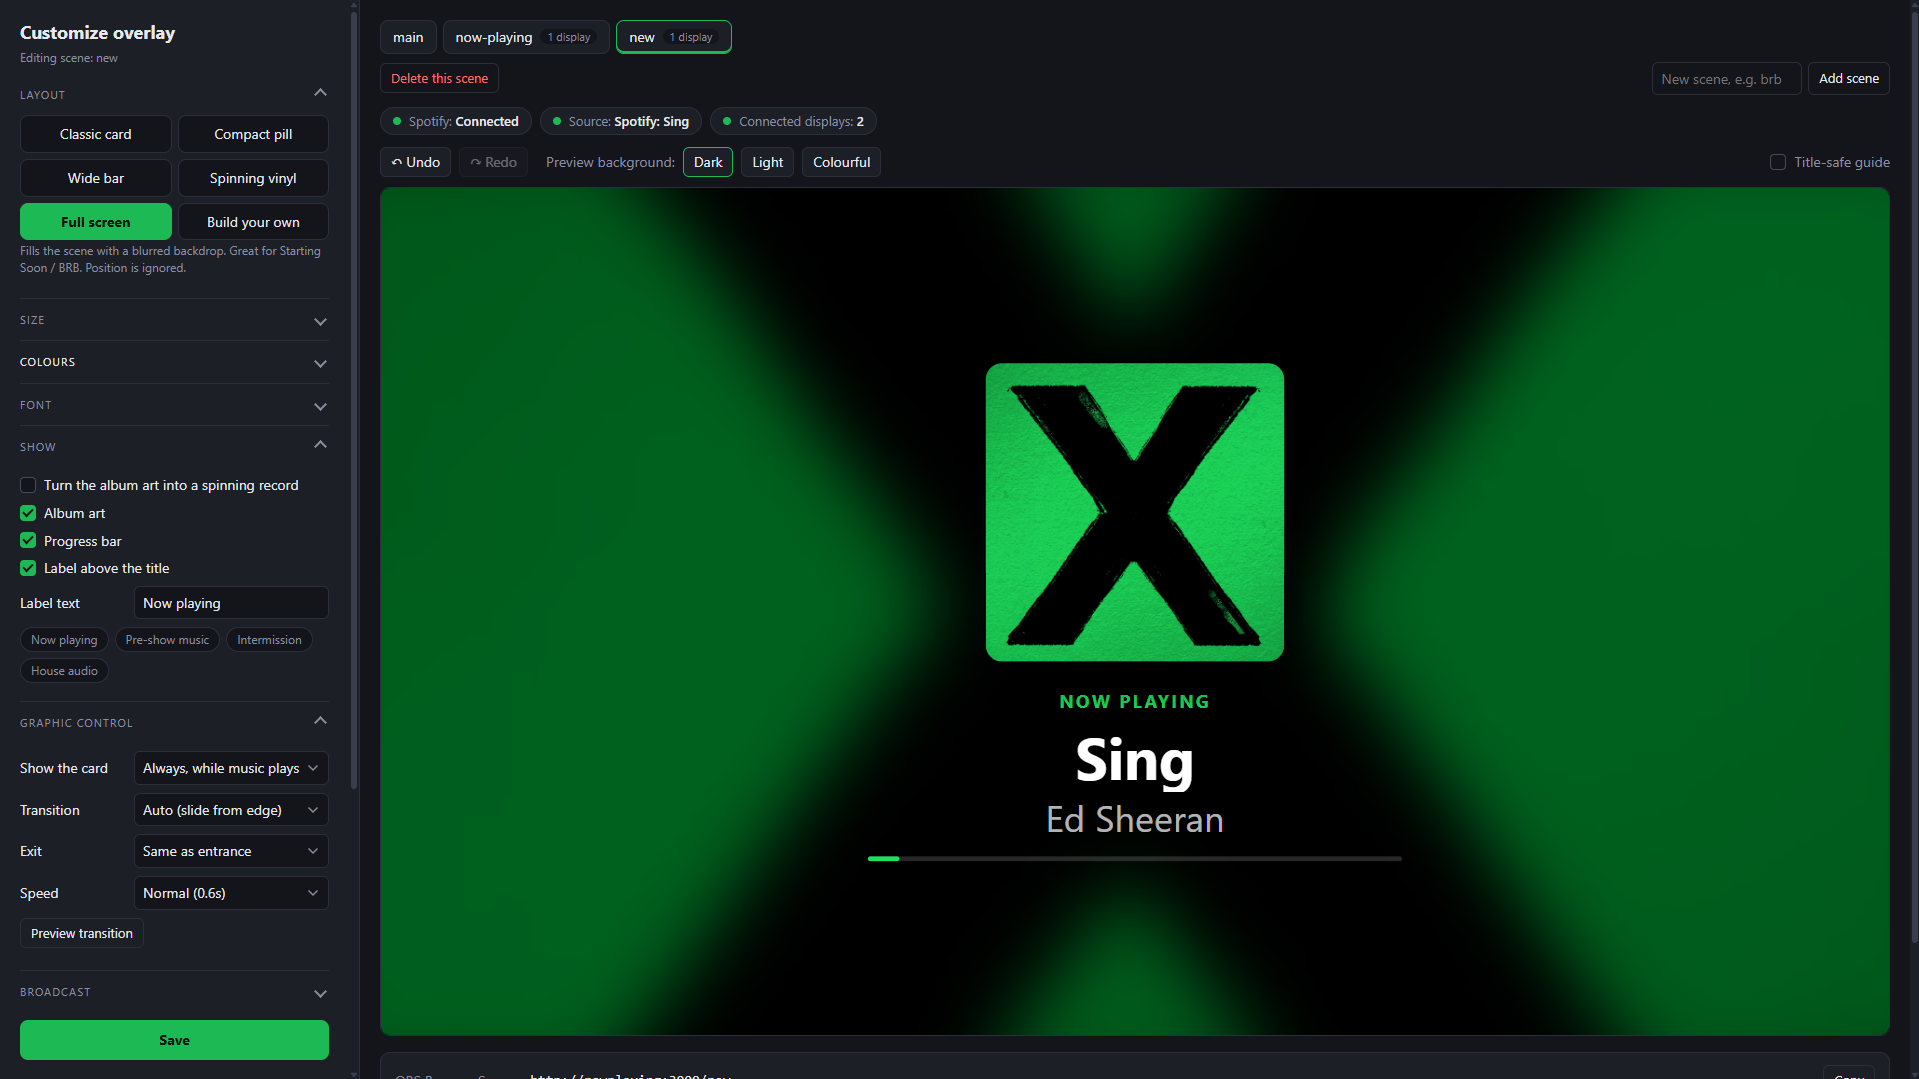 Customize overlay
Editing scene: new
LAYOUT
Classic card
Compact pill
Wide bar
Spinning vinyl
Full screen
Build your own
Fills the scene with a blurred backdrop. Great for Starting
Soon / BRB. Position is ignored.
SIZE
COLOURS
FONT
SHOW
Turn the album art into a spinning record
Album art
Progress bar
Label above the title
Label text
Now playing
Now playing
Pre-show music
Intermission
House audio
GRAPHIC CONTROL
Show the card
Always, while music plays
Transition
Auto (slide from edge)
Exit
Same as entrance
Speed
Normal (0.6s)
Preview transition
BROADCAST
Save
main
now-playing 1 display
new 1 display
Delete this scene
New scene, e.g. brb
Add scene
Spotify: Connected
Source: Spotify: Sing
Connected displays: 2
Undo
Redo
Preview background:
Dark
Light
Colourful
Title-safe guide
X
NOW PLAYING
Sing
Ed Sheeran